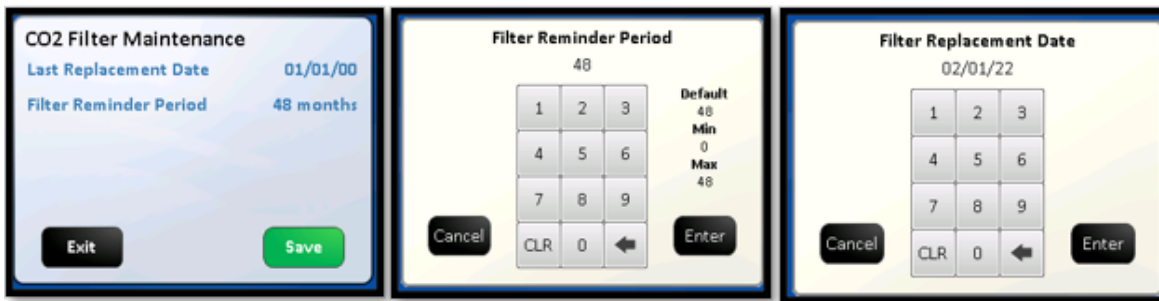 CO2 Filter Maintenance
Last Replacement Date 01/01/00
Filter Reminder Period 48 months
Exit Save
Filter Reminder Period
48
1 2 3
4 5 6
7 8 9
CLR 0
Default
48
Min
0
Max
48
Cancel Enter
Filter Replacement Date
02/01/22
1 2 3
4 5 6
7 8 9
CLR 0
Cancel Enter